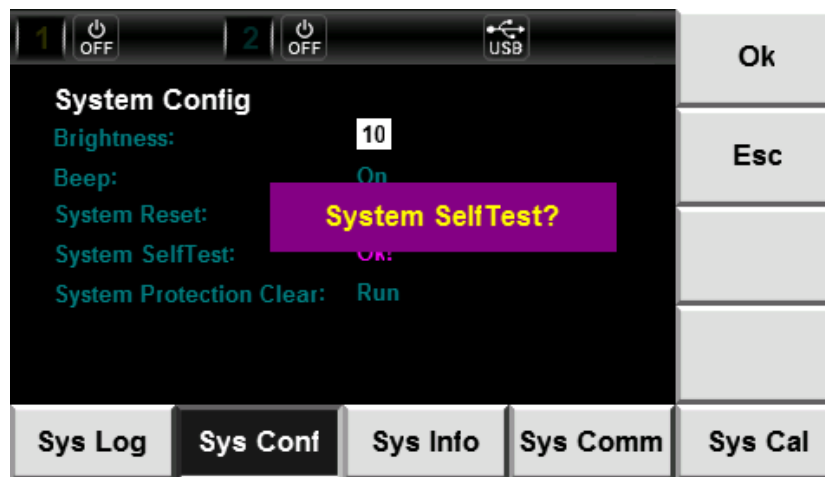 1 OFF 2 OFF USB
Ok
System Config
Brightness: 10
Esc
Beep: On
System Reset:
System SelfTest?
System SelfTest: Ok!
System Protection Clear: Run
Sys Log Sys Conf Sys Info Sys Comm Sys Cal